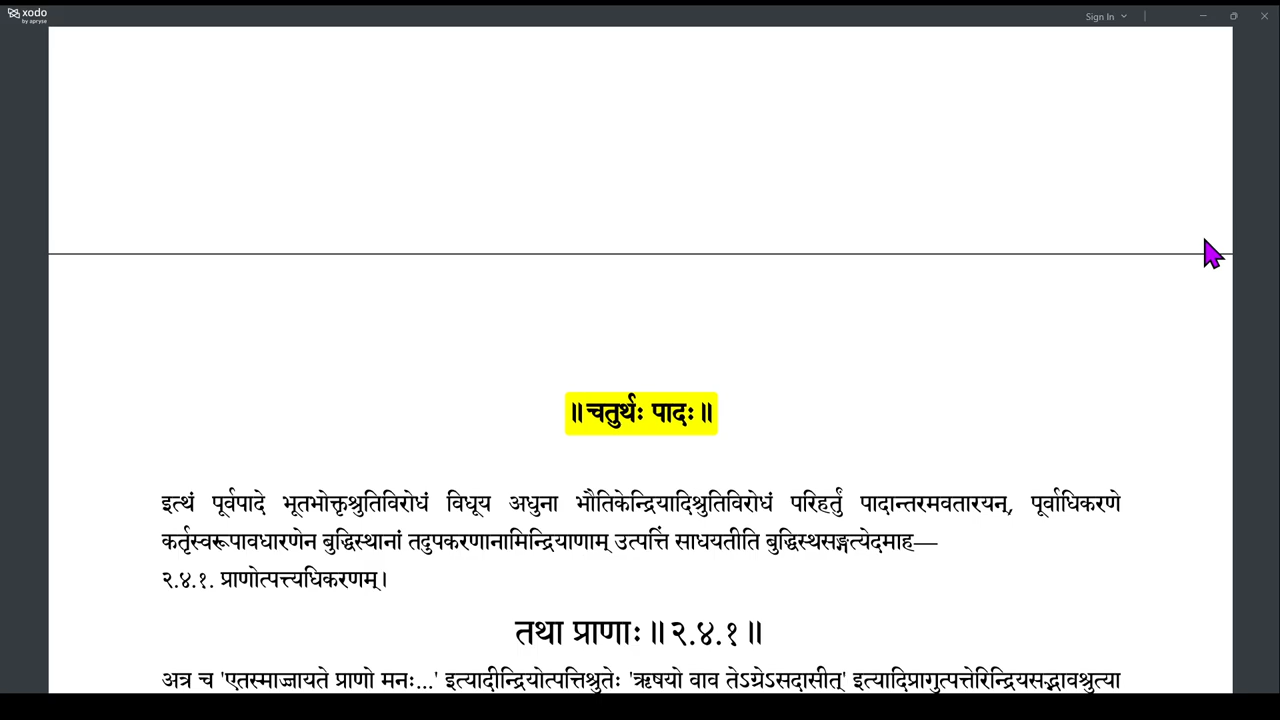 xodo
by apryse
Sign In
॥ चतुर्थः पादः ॥
इत्थं पूर्वपादे भूतभोक्तृश्रुतिविरोधं विधूय अधुना भौतिकेन्द्रियादिश्रुतिविरोधं परिहर्तुं पादान्तरमवतारयन्, पूर्वाधिकरणे
कर्तृस्वरूपावधारणेन बुद्धिस्थानां तदुपकरणानामिन्द्रियाणाम् उत्पत्तिं साधयतीति बुद्धिस्थसङ्गत्येदमाह—
२.४.१. प्राणोत्पत्त्यधिकरणम्।
तथा प्राणाः॥२.४.१॥
अत्र च 'एतस्माज्जायते प्राणो मनः...' इत्यादीन्द्रियोत्पत्तिश्रुतेः 'ऋषयो वाव तेऽग्रेऽसदासीत्' इत्यादिप्रागुत्पत्तेरिन्द्रियसद्भावश्रुत्या